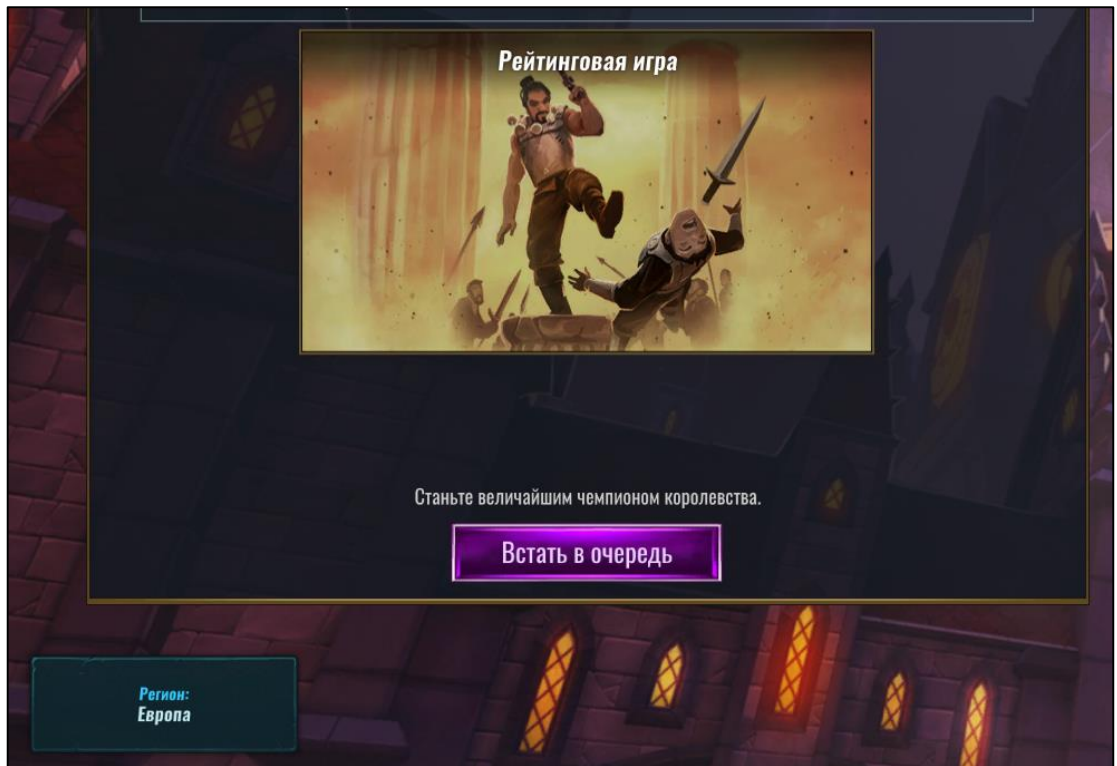 Рейтинговая игра
Станьте величайшим чемпионом королевства.
Встать в очередь
Регион:
Европа